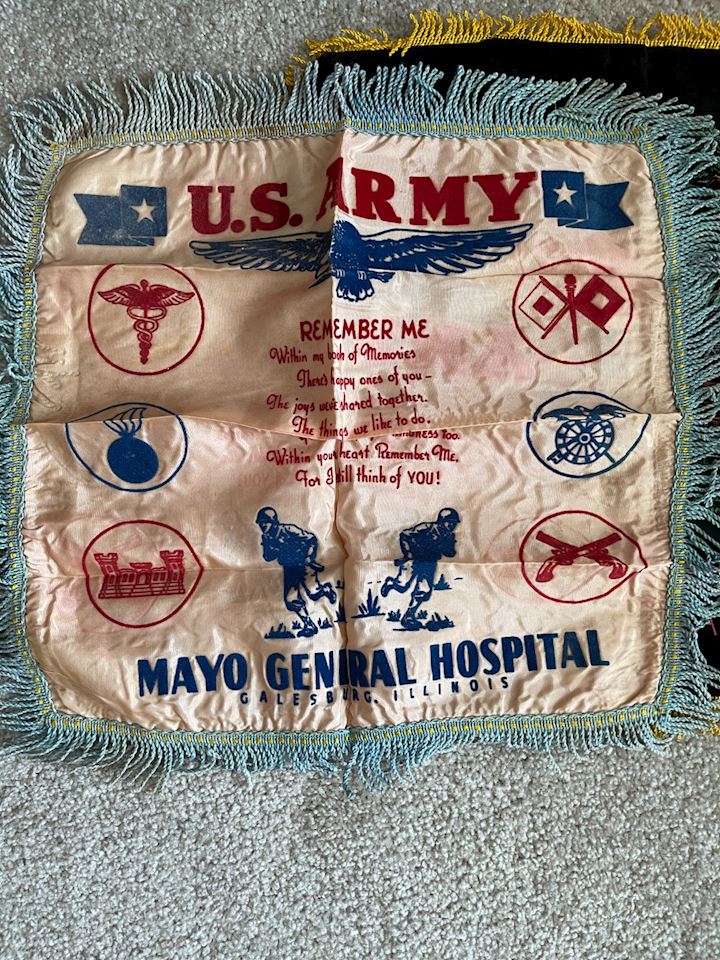 U.S. ARMY
REMEMBER ME
Within my book of Memories
There's happy ones of you –
The joys we've shared together.
The things we like to do.
kindness too.
Within your heart Remember Me,
For I still think of YOU!
MAYO GENERAL HOSPITAL
GALESBURG, ILLINOIS